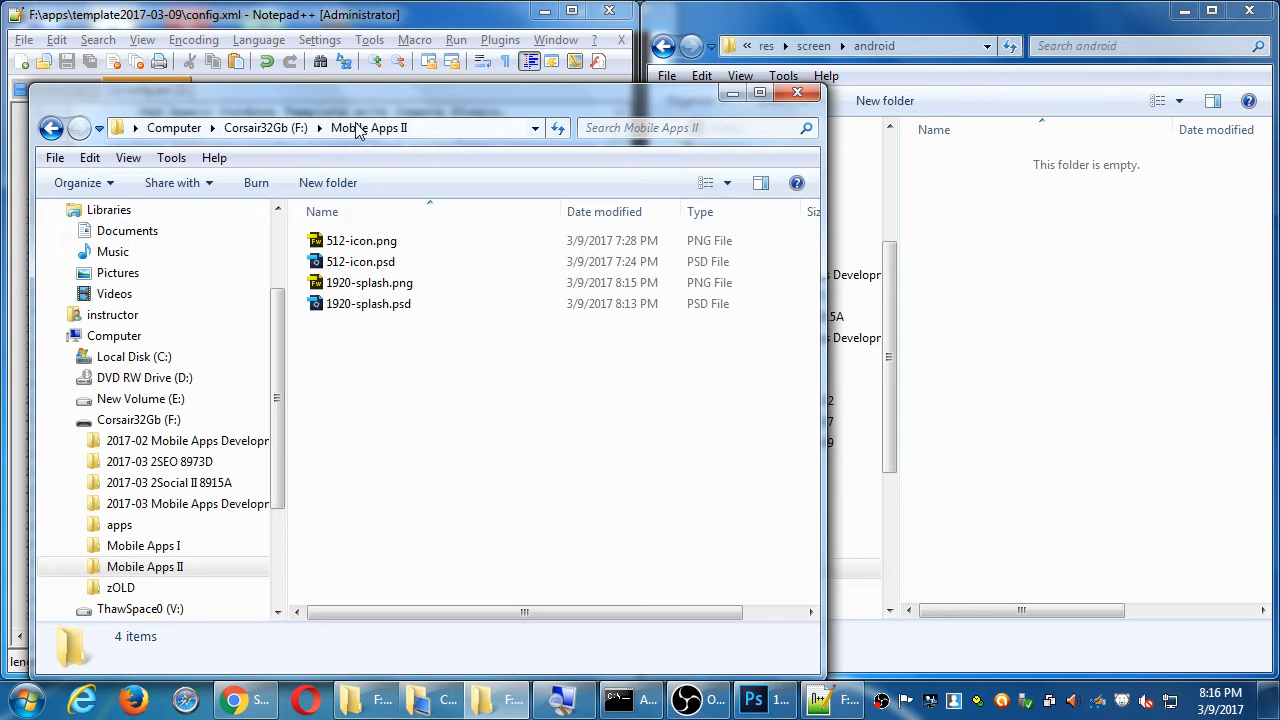 F:\apps\template2017-03-09\config.xml - Notepad++ [Administrator]
File Edit Search View Encoding Language Settings Tools Macro Run Plugins Window ? X
res screen android
Search android
File Edit View Tools Help
New folder
Name Date modified
This folder is empty.
Computer Corsair32Gb (F:) Mobile Apps II
Search Mobile Apps II
File Edit View Tools Help
Organize Share with Burn New folder
Name Date modified Type Siz
Libraries
Documents
Music
Pictures
Videos
instructor
Computer
Local Disk (C:)
DVD RW Drive (D:)
New Volume (E:)
Corsair32Gb (F:)
2017-02 Mobile Apps Developr
2017-03 2SEO 8973D
2017-03 2Social II 8915A
2017-03 Mobile Apps Developr
apps
Mobile Apps I
Mobile Apps II
zOLD
ThawSpace0 (V:)
512-icon.png 3/9/2017 7:28 PM PNG File
512-icon.psd 3/9/2017 7:24 PM PSD File
1920-splash.png 3/9/2017 8:15 PM PNG File
1920-splash.psd 3/9/2017 8:13 PM PSD File
s Developr
15A
s Developr
2
7
9
4 items
len
S... F:... C... F:... A... O... Ps 1... F:...
8:16 PM
3/9/2017